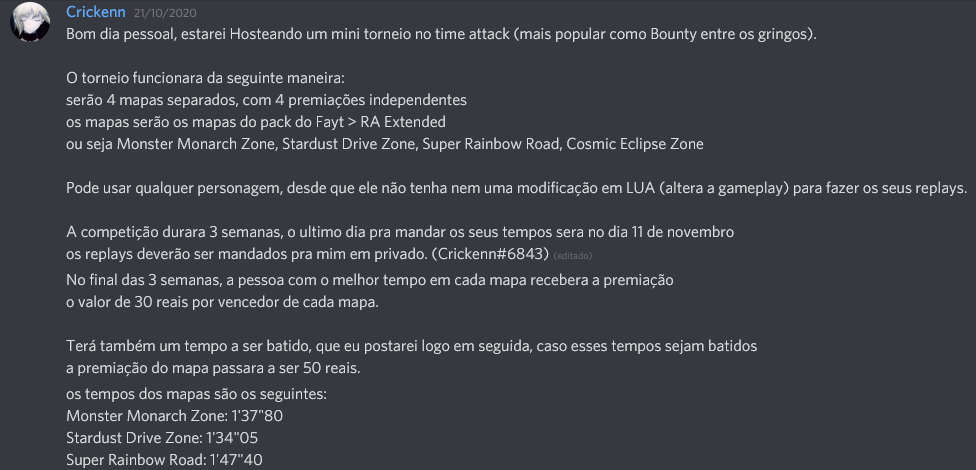 Crickenn 21/10/2020
Bom dia pessoal, estarei Hosteando um mini torneio no time attack (mais popular como Bounty entre os gringos).
O torneio funcionara da seguinte maneira:
serão 4 mapas separados, com 4 premiações independentes
os mapas serão os mapas do pack do Fayt > RA Extended
ou seja Monster Monarch Zone, Stardust Drive Zone, Super Rainbow Road, Cosmic Eclipse Zone
Pode usar qualquer personagem, desde que ele não tenha nem uma modificação em LUA (altera a gameplay) para fazer os seus replays.
A competição durara 3 semanas, o ultimo dia pra mandar os seus tempos sera no dia 11 de novembro
os replays deverão ser mandados pra mim em privado. (Crickenn#6843) (editado)
No final das 3 semanas, a pessoa com o melhor tempo em cada mapa recebera a premiação
o valor de 30 reais por vencedor de cada mapa.
Terá também um tempo a ser batido, que eu postarei logo em seguida, caso esses tempos sejam batidos
a premiação do mapa passara a ser 50 reais.
os tempos dos mapas são os seguintes:
Monster Monarch Zone: 1'37"80
Stardust Drive Zone: 1'34"05
Super Rainbow Road: 1'47"40